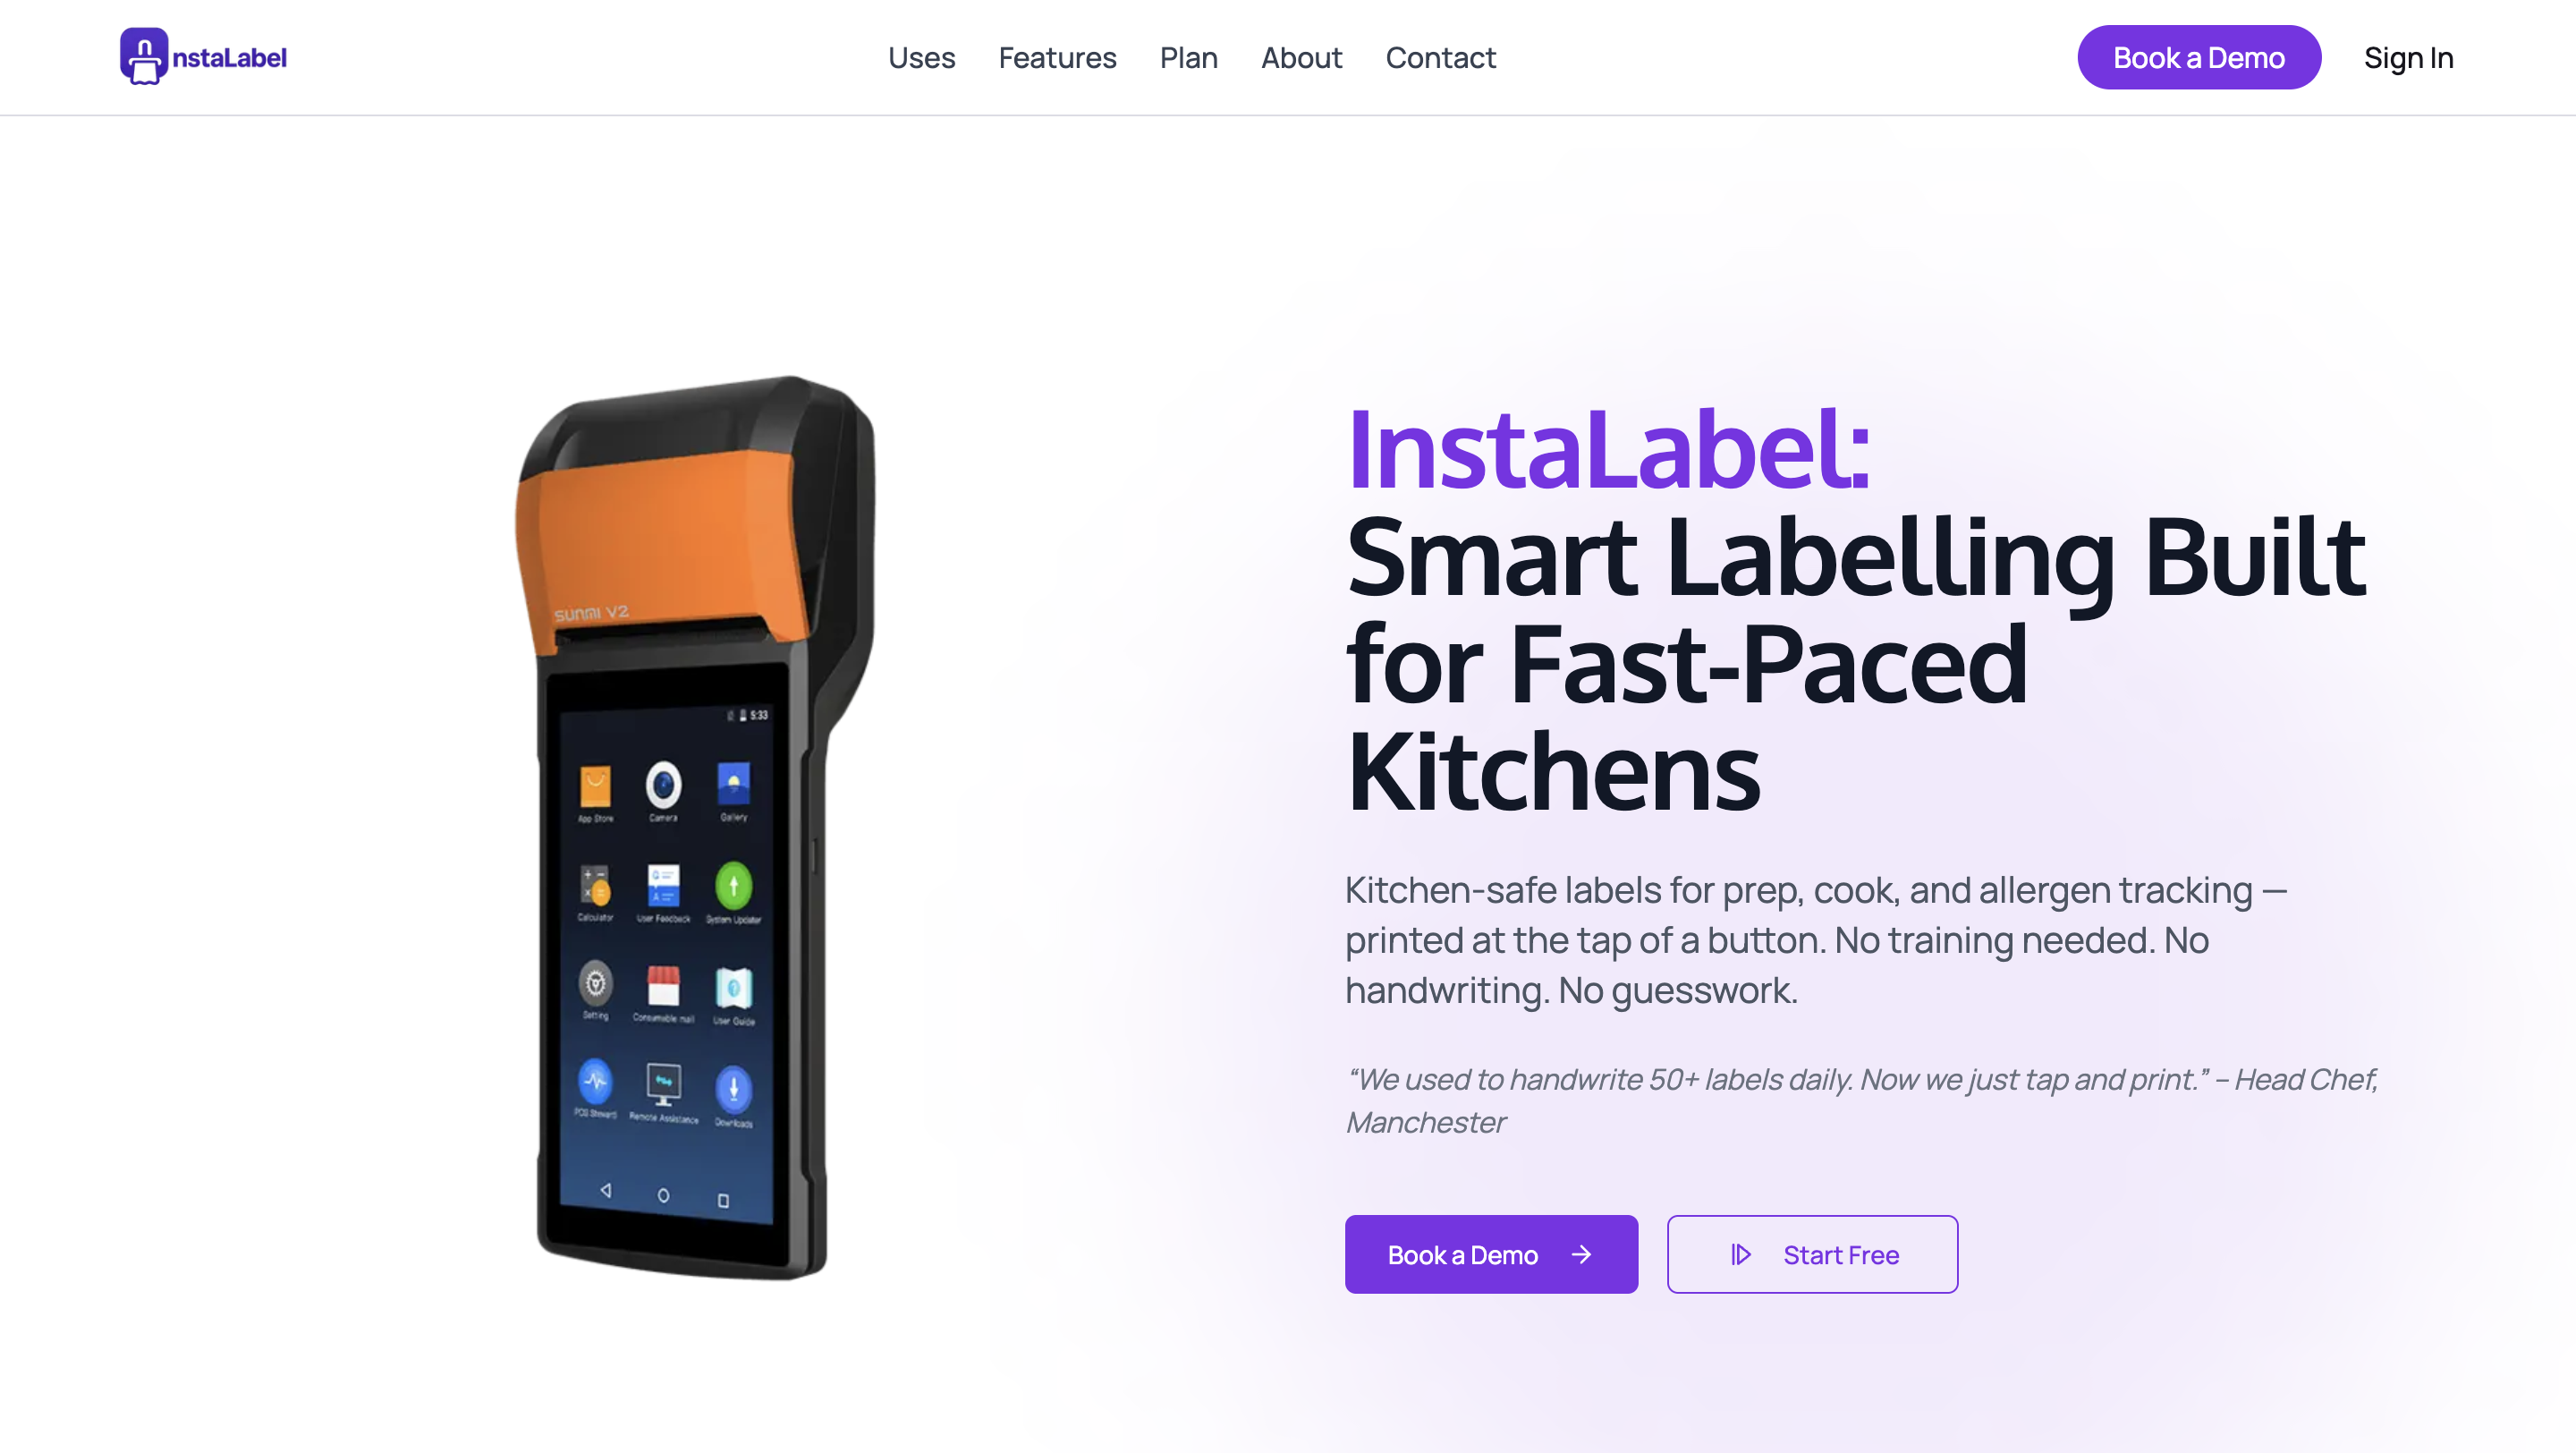 nstaLabel
Uses
Features
Plan
About
Contact
Book a Demo
Sign In
InstaLabel:
Smart Labelling Built
for Fast-Paced
Kitchens
Kitchen-safe labels for prep, cook, and allergen tracking —
printed at the tap of a button. No training needed. No
handwriting. No guesswork.
“We used to handwrite 50+ labels daily. Now we just tap and print.” – Head Chef,
Manchester
Book a Demo
Start Free
SUNMI V2
5:33
App Store
Camera
Gallery
Calculator
User Feedback
System Updater
Setting
Consumable mall
User Guide
POS Steward
Remote Assistance
Downloads